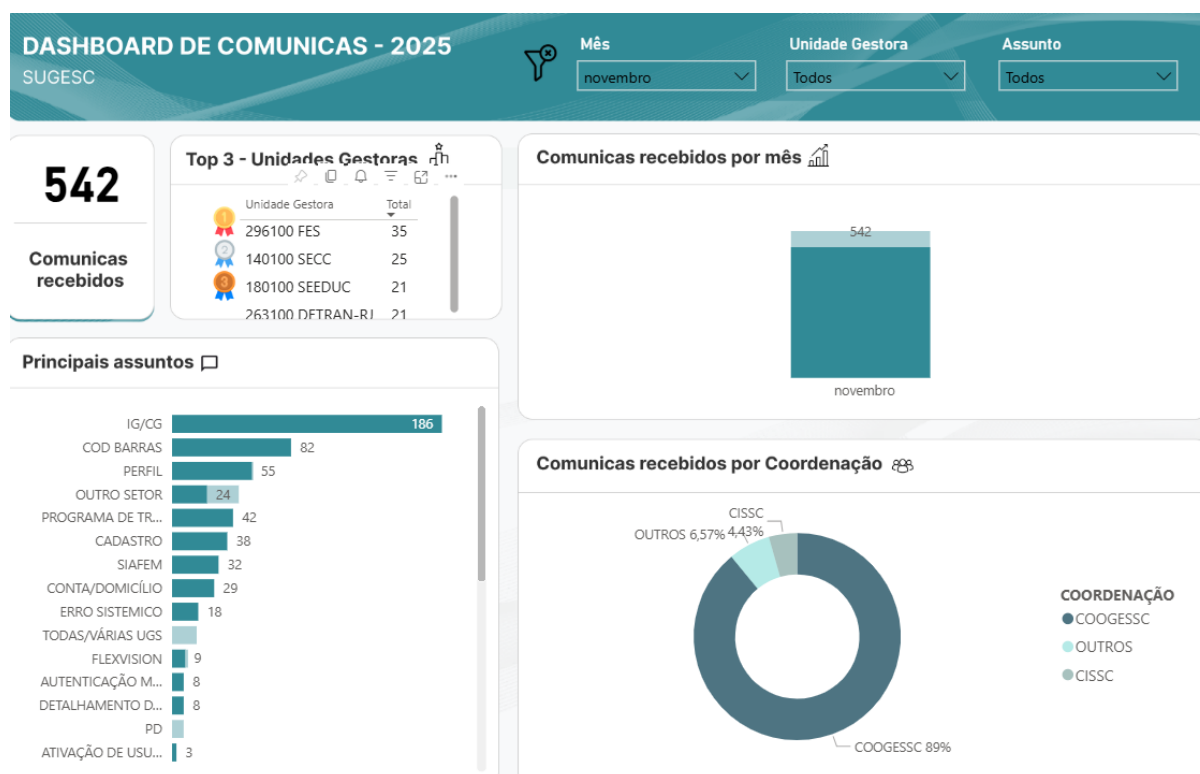 DASHBOARD DE COMUNICAS - 2025
SUGESC
Mês
novembro
Unidade Gestora
Todos
Assunto
Todos
542
Comunicas
recebidos
Top 3 - Unidades Gestoras
Unidade Gestora Total
1 296100 FES 35
2 140100 SECC 25
3 180100 SEEDUC 21
263100 DETRAN-RJ 21
Comunicas recebidos por mês
542
novembro
Principais assuntos
IG/CG 186
COD BARRAS 82
PERFIL 55
OUTRO SETOR 24
PROGRAMA DE TR... 42
CADASTRO 38
SIAFEM 32
CONTA/DOMICÍLIO 29
ERRO SISTEMICO 18
TODAS/VÁRIAS UGS
FLEXVISION 9
AUTENTICAÇÃO M... 8
DETALHAMENTO D... 8
PD
ATIVAÇÃO DE USU... 3
Comunicas recebidos por Coordenação
CISSC
4,43%
OUTROS 6,57%
COOGESSC 89%
COORDENAÇÃO
COOGESSC
OUTROS
CISSC